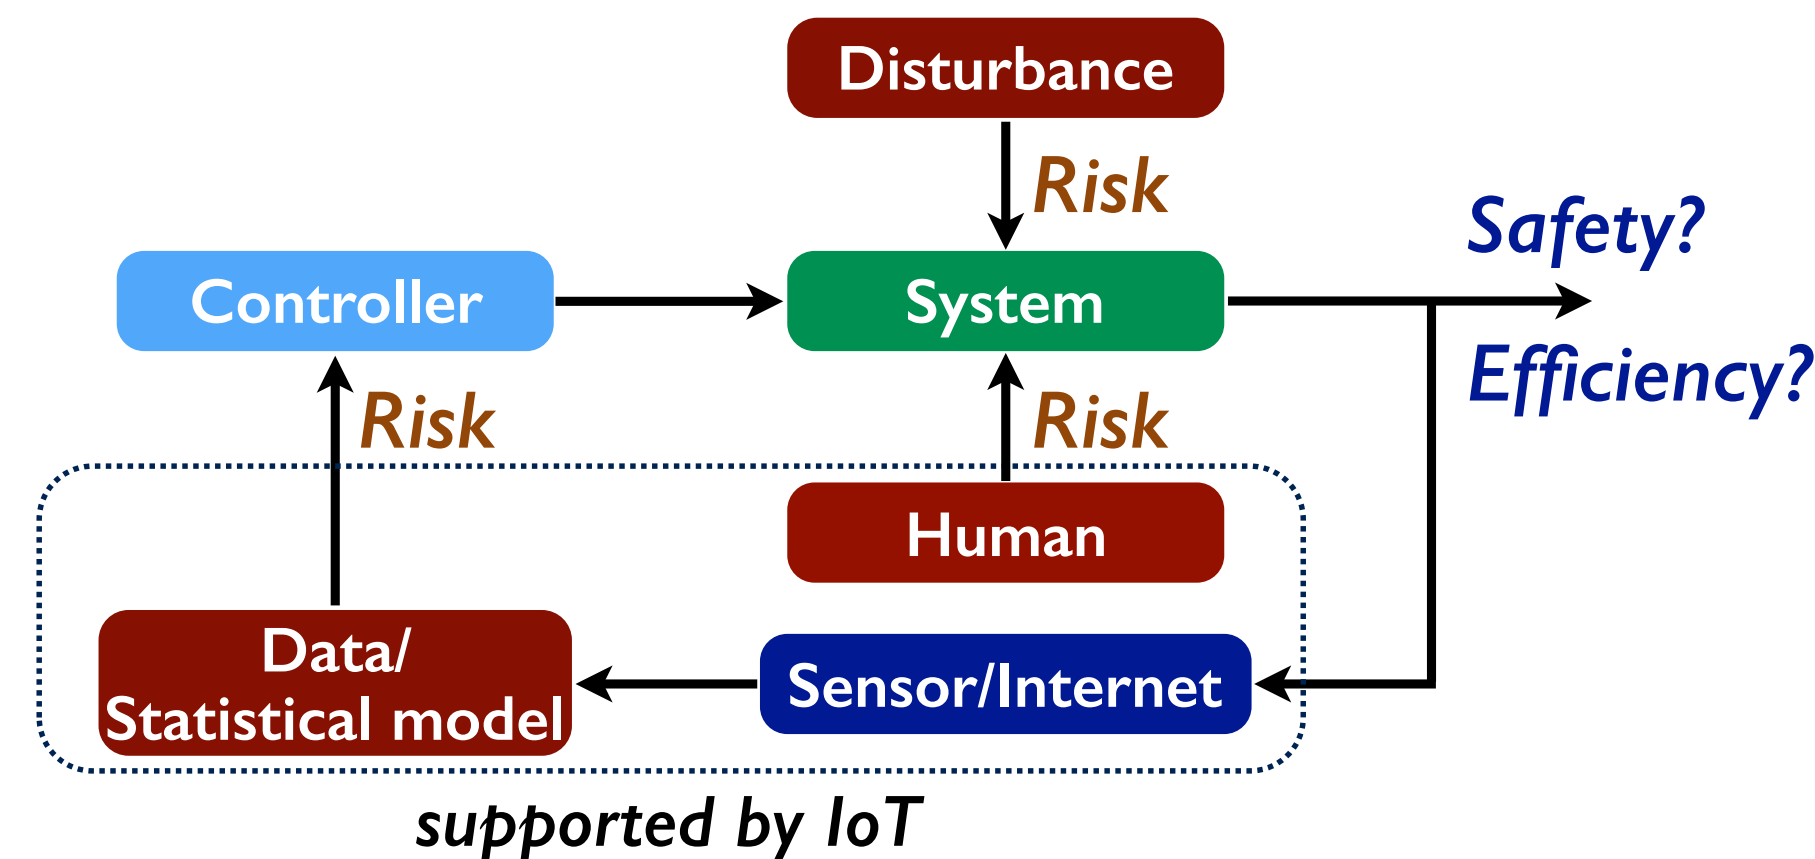 Disturbance
Risk
Safety?
Controller
System
Efficiency?
Risk
Risk
Human
Data/
Statistical model
Sensor/Internet
supported by IoT